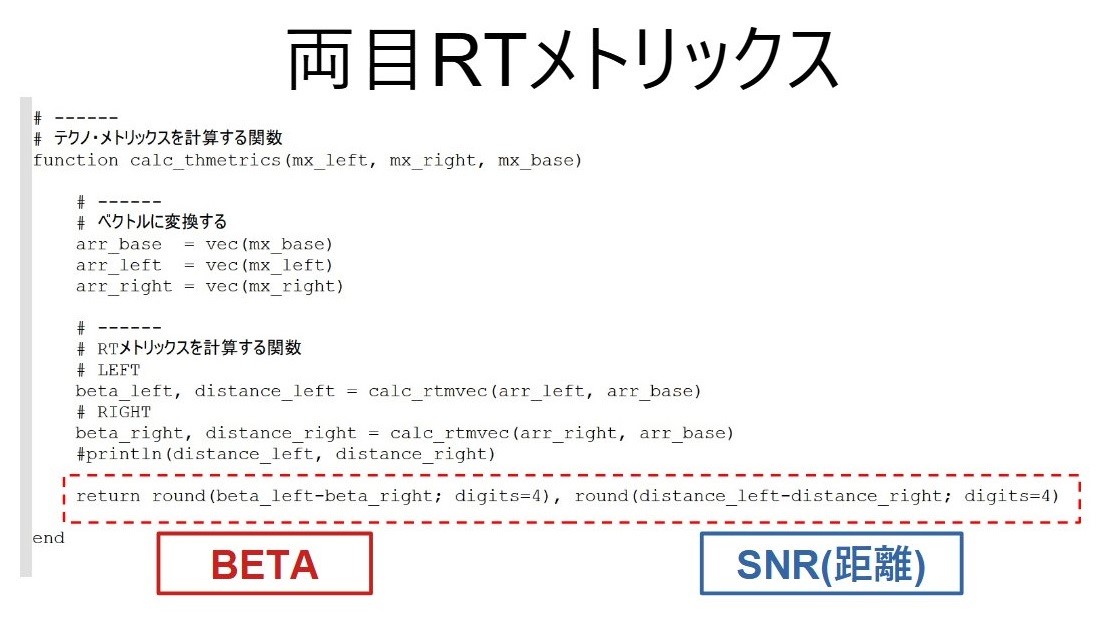 両目RTメトリックス
# ------
# テクノ・メトリックスを計算する関数
function calc_thmetrics(mx_left, mx_right, mx_base)
    # ------
    # ベクトルに変換する
    arr_base  = vec(mx_base)
    arr_left  = vec(mx_left)
    arr_right = vec(mx_right)
    # ------
    # RTメトリックスを計算する関数
    # LEFT
    beta_left, distance_left = calc_rtmvec(arr_left, arr_base)
    # RIGHT
    beta_right, distance_right = calc_rtmvec(arr_right, arr_base)
    #println(distance_left, distance_right)
    return round(beta_left-beta_right; digits=4), round(distance_left-distance_right; digits=4)
end
BETA
SNR(距離)